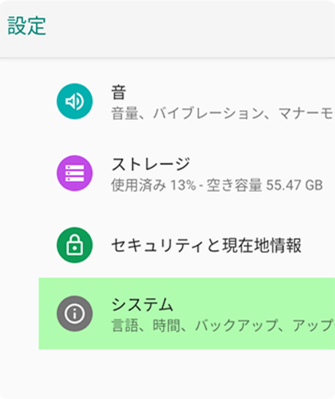 設定
音
音量、バイブレーション、マナーモ
ストレージ
使用済み 13% - 空き容量 55.47 GB
セキュリティと現在地情報
システム
言語、時間、バックアップ、アップ